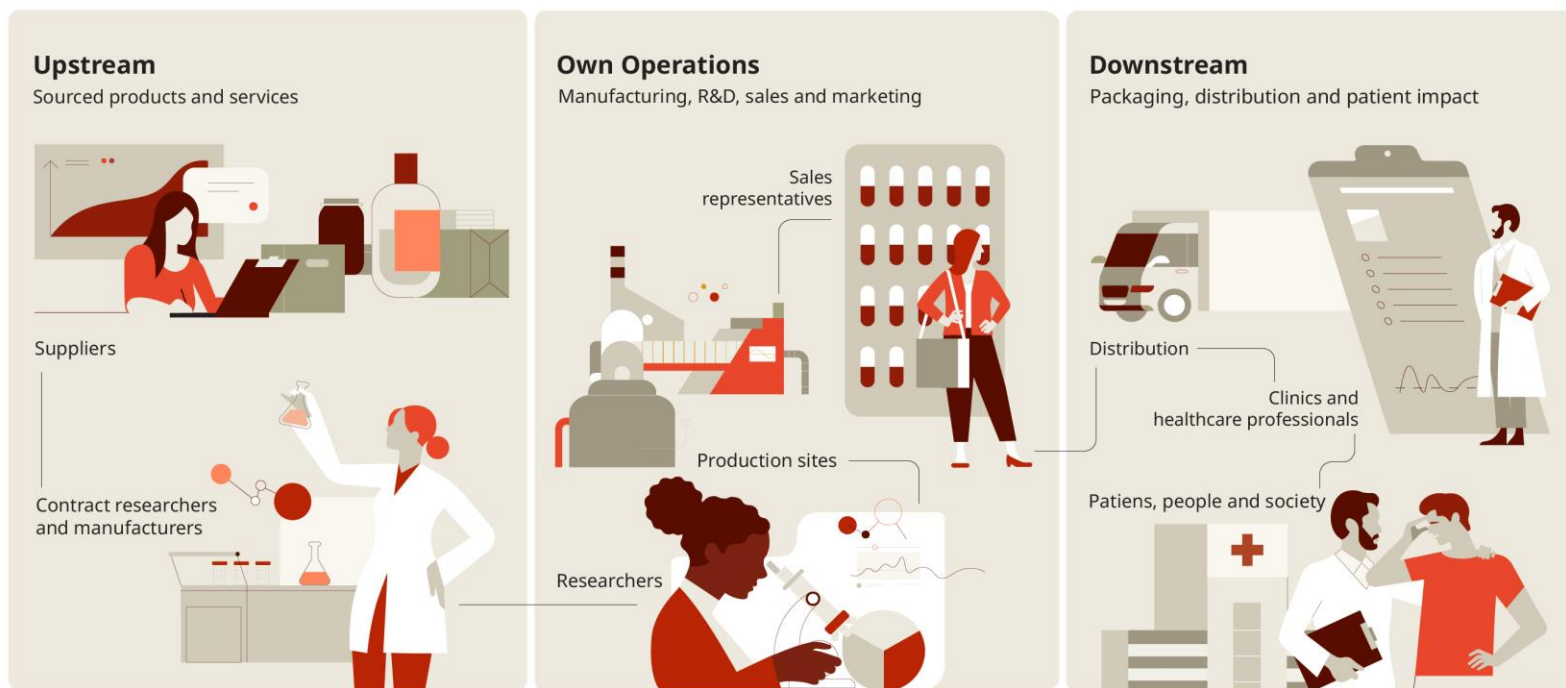 Upstream
Sourced products and services
Suppliers
Contract researchers
and manufacturers
Own Operations
Manufacturing, R&D, sales and marketing
Sales
representatives
Production sites
Researchers
Downstream
Packaging, distribution and patient impact
Distribution
Clinics and
healthcare professionals
Patiens, people and society